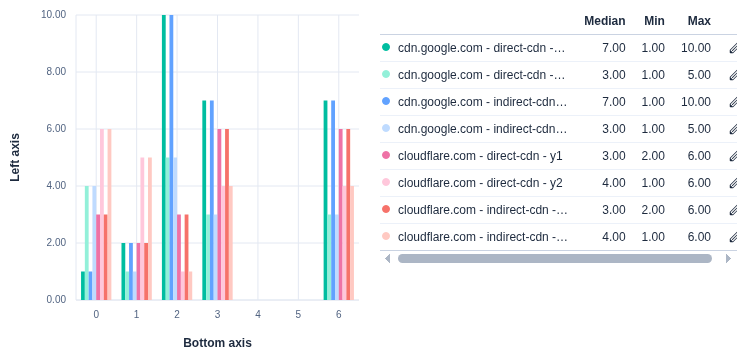 10.00
8.00
6.00
4.00
2.00
0.00
Left axis
0 1 2 3 4 5 6
Bottom axis
Median Min Max
cdn.google.com - direct-cdn -… 7.00 1.00 10.00
cdn.google.com - direct-cdn -… 3.00 1.00 5.00
cdn.google.com - indirect-cdn… 7.00 1.00 10.00
cdn.google.com - indirect-cdn… 3.00 1.00 5.00
cloudflare.com - direct-cdn - y1 3.00 2.00 6.00
cloudflare.com - direct-cdn - y2 4.00 1.00 6.00
cloudflare.com - indirect-cdn -… 3.00 2.00 6.00
cloudflare.com - indirect-cdn -… 4.00 1.00 6.00